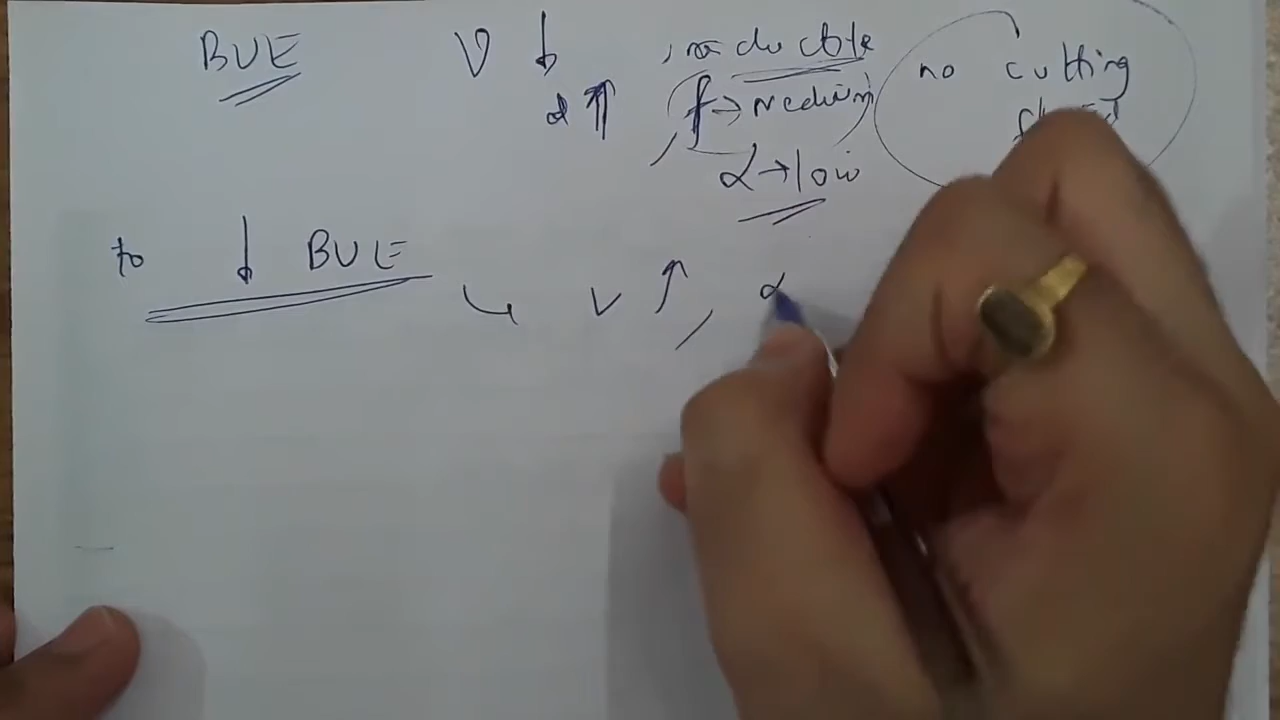 BUE V ↓ , ductile no cutting
α ↑ , f → medium
α → low
to ↓ BUE ↳ V ↑ , α